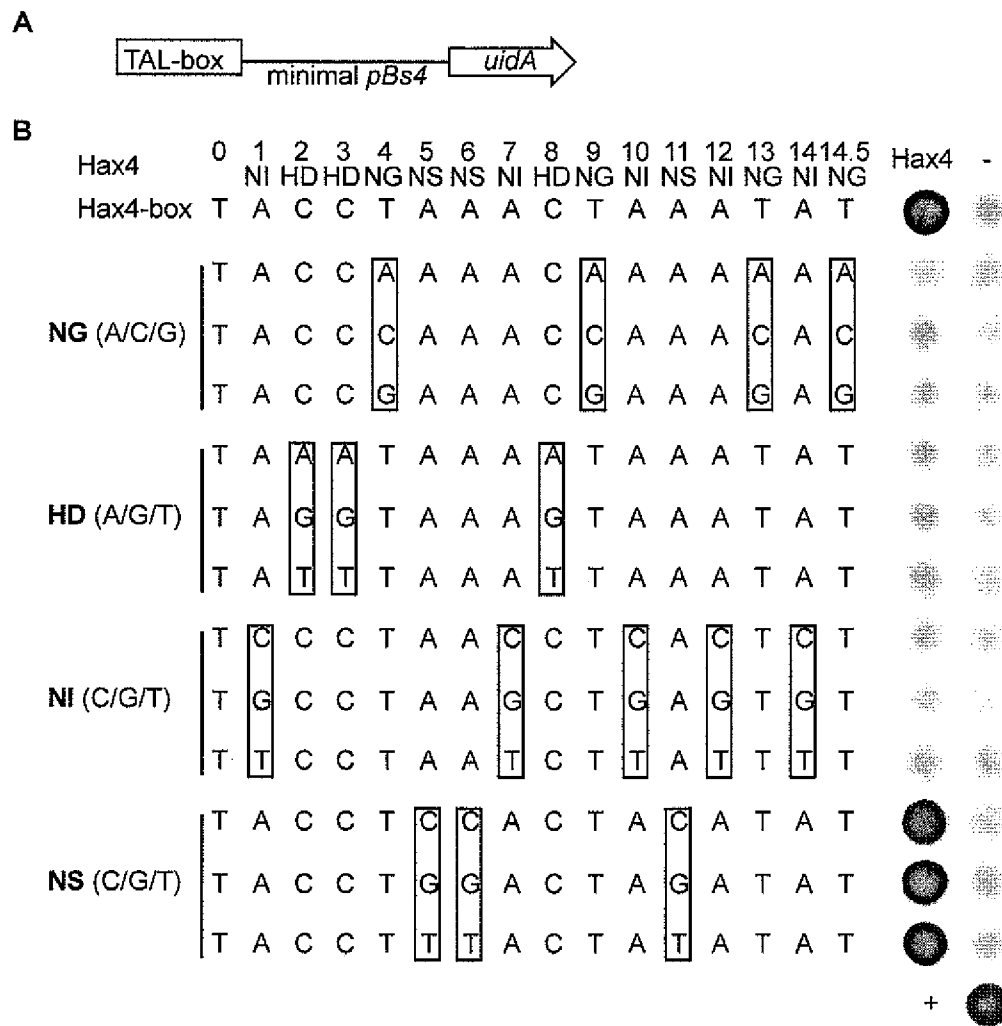 A
TAL-box minimal pBs4 uidA
B
0 1 2 3 4 5 6 7 8 9 10 11 12 13 14 14.5 Hax4 -
Hax4 NI HD HD NG NS NS NI HD NG NI NS NI NG NI NG
Hax4-box T A C C T A A A C T A A A T A T
T A C C A A A A C A A A A A A A
NG (A/C/G) T A C C C A A A C C A A A C A C
T A C C G A A A C G A A A G A G
T A A A T A A A A T A A A T A T
HD (A/G/T) T A G G T A A A G T A A A T A T
T A T T T A A A T T A A A T A T
T C C C T A A C C T C A C T C T
NI (C/G/T) T G C C T A A G C T G A G T G T
T T C C T A A T C T T A T T T T
T A C C T C C A C T A C A T A T
NS (C/G/T) T A C C T G G A C T A G A T A T
T A C C T T T A C T A T A T A T
+